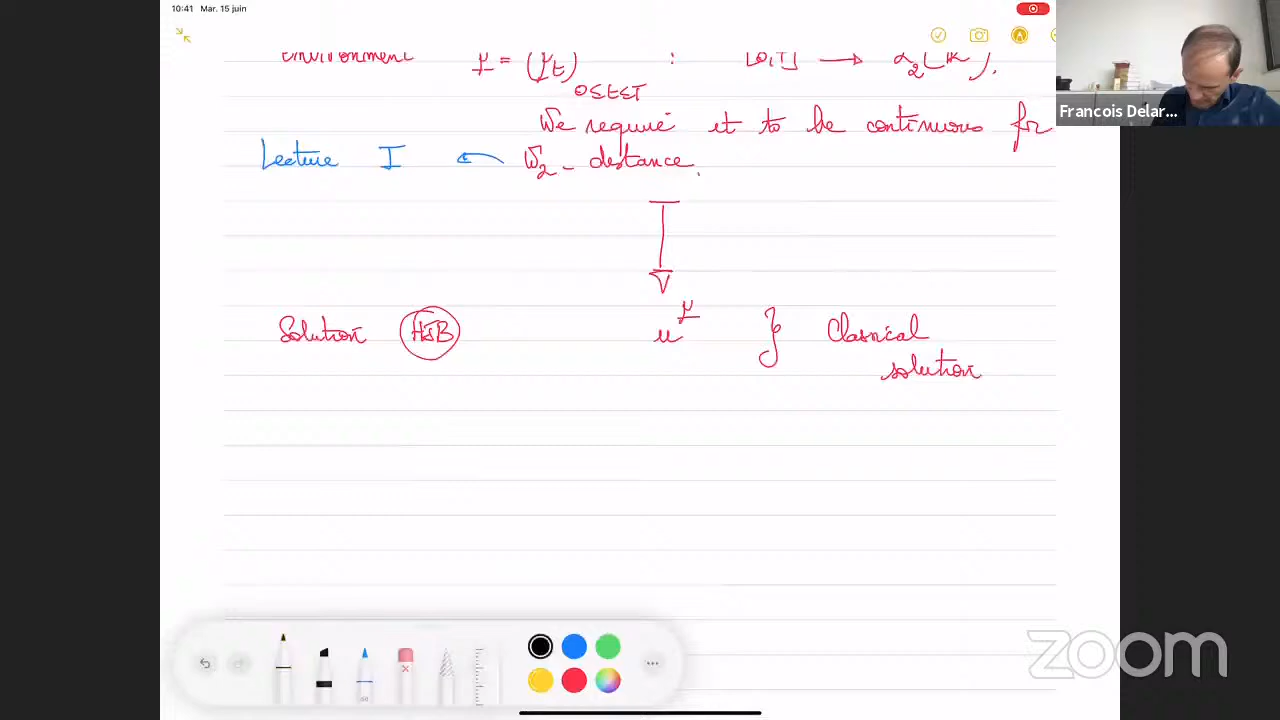 10:41 Mar. 15 juin
Francois Delar...
environment μ = (μt) : [0,T] →
0≤t≤T
We require it to be continuous for
Lecture I ← W2 - distance.
Solution HJB u^μ } Classical
solution
zoom